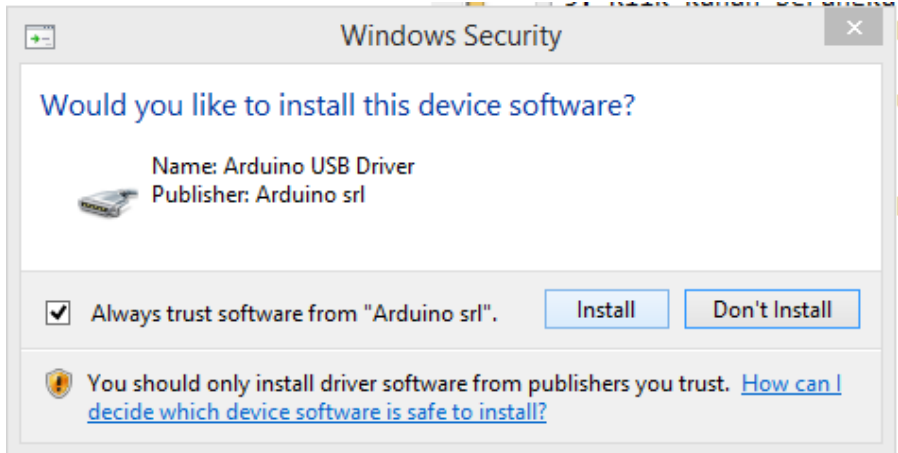 Windows Security
Would you like to install this device software?
Name: Arduino USB Driver
Publisher: Arduino srl
Always trust software from "Arduino srl".
Install
Don't Install
You should only install driver software from publishers you trust. How can I
decide which device software is safe to install?